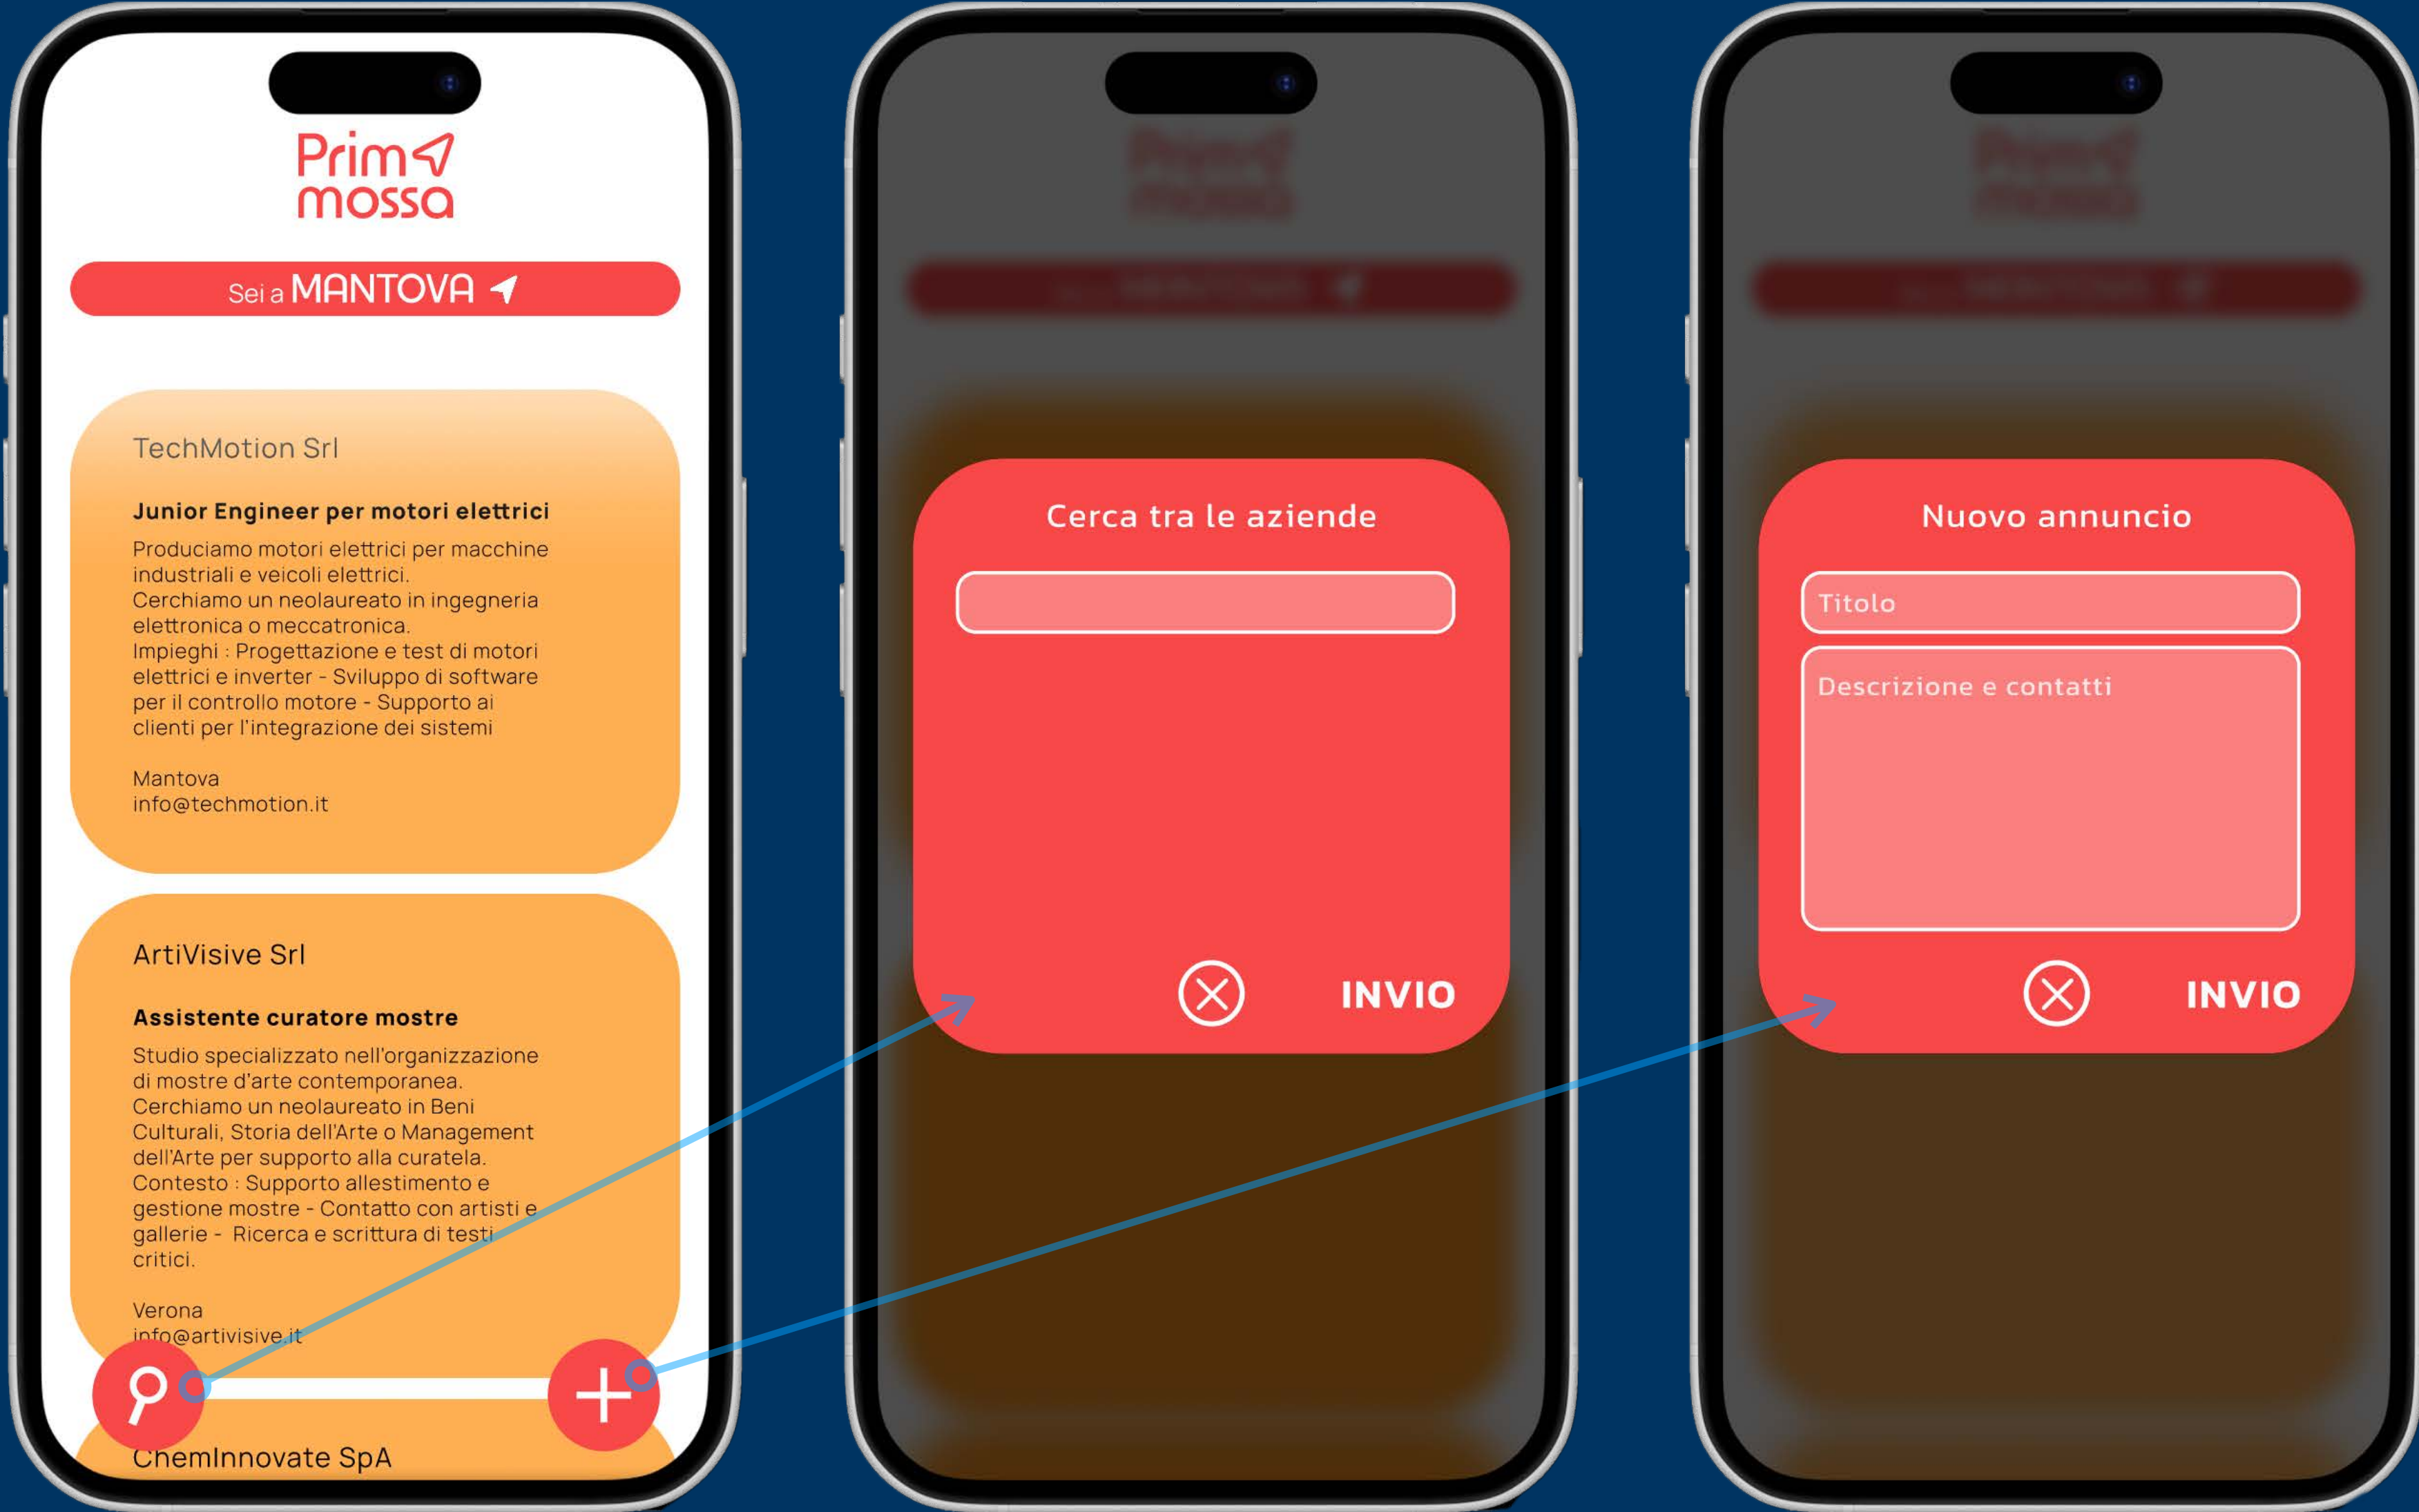 Prim
mossa
Sei a MANTOVA
TechMotion Srl
Junior Engineer per motori elettrici
Produciamo motori elettrici per macchine
industriali e veicoli elettrici.
Cerchiamo un neolaureato in ingegneria
elettronica o meccatronica.
Impieghi : Progettazione e test di motori
elettrici e inverter - Sviluppo di software
per il controllo motore - Supporto ai
clienti per l'integrazione dei sistemi
Mantova
info@techmotion.it
ArtiVisive Srl
Assistente curatore mostre
Studio specializzato nell'organizzazione
di mostre d'arte contemporanea.
Cerchiamo un neolaureato in Beni
Culturali, Storia dell'Arte o Management
dell'Arte per supporto alla curatela.
Contesto : Supporto allestimento e
gestione mostre - Contatto con artisti e
gallerie - Ricerca e scrittura di testi
critici.
Verona
info@artivisive.it
ChemInnovate SpA
Prim
mossa
Cerca tra le aziende
INVIO
Prim
mossa
Nuovo annuncio
Titolo
Descrizione e contatti
INVIO